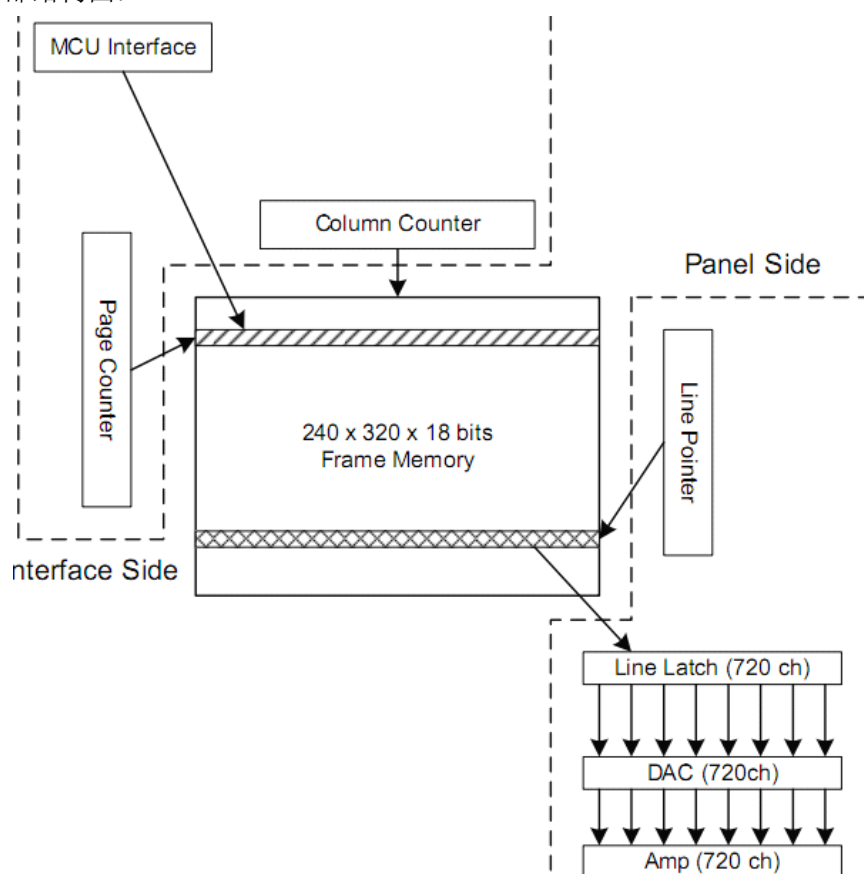 MCU Interface
Column Counter
Panel Side
Page Counter
Line Pointer
240 x 320 x 18 bits
Frame Memory
nterface Side
Line Latch (720 ch)
DAC (720ch)
Amp (720 ch)